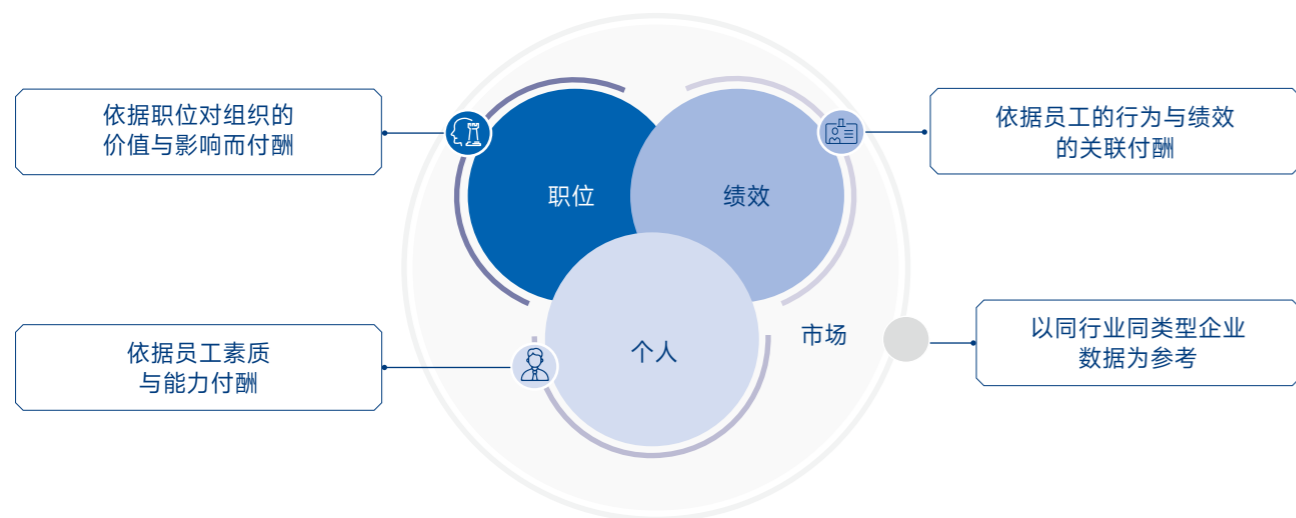 依据职位对组织的
价值与影响而付酬
职位
绩效
依据员工的行为与绩效
的关联付酬
依据员工素质
与能力付酬
个人
市场
以同行业同类型企业
数据为参考